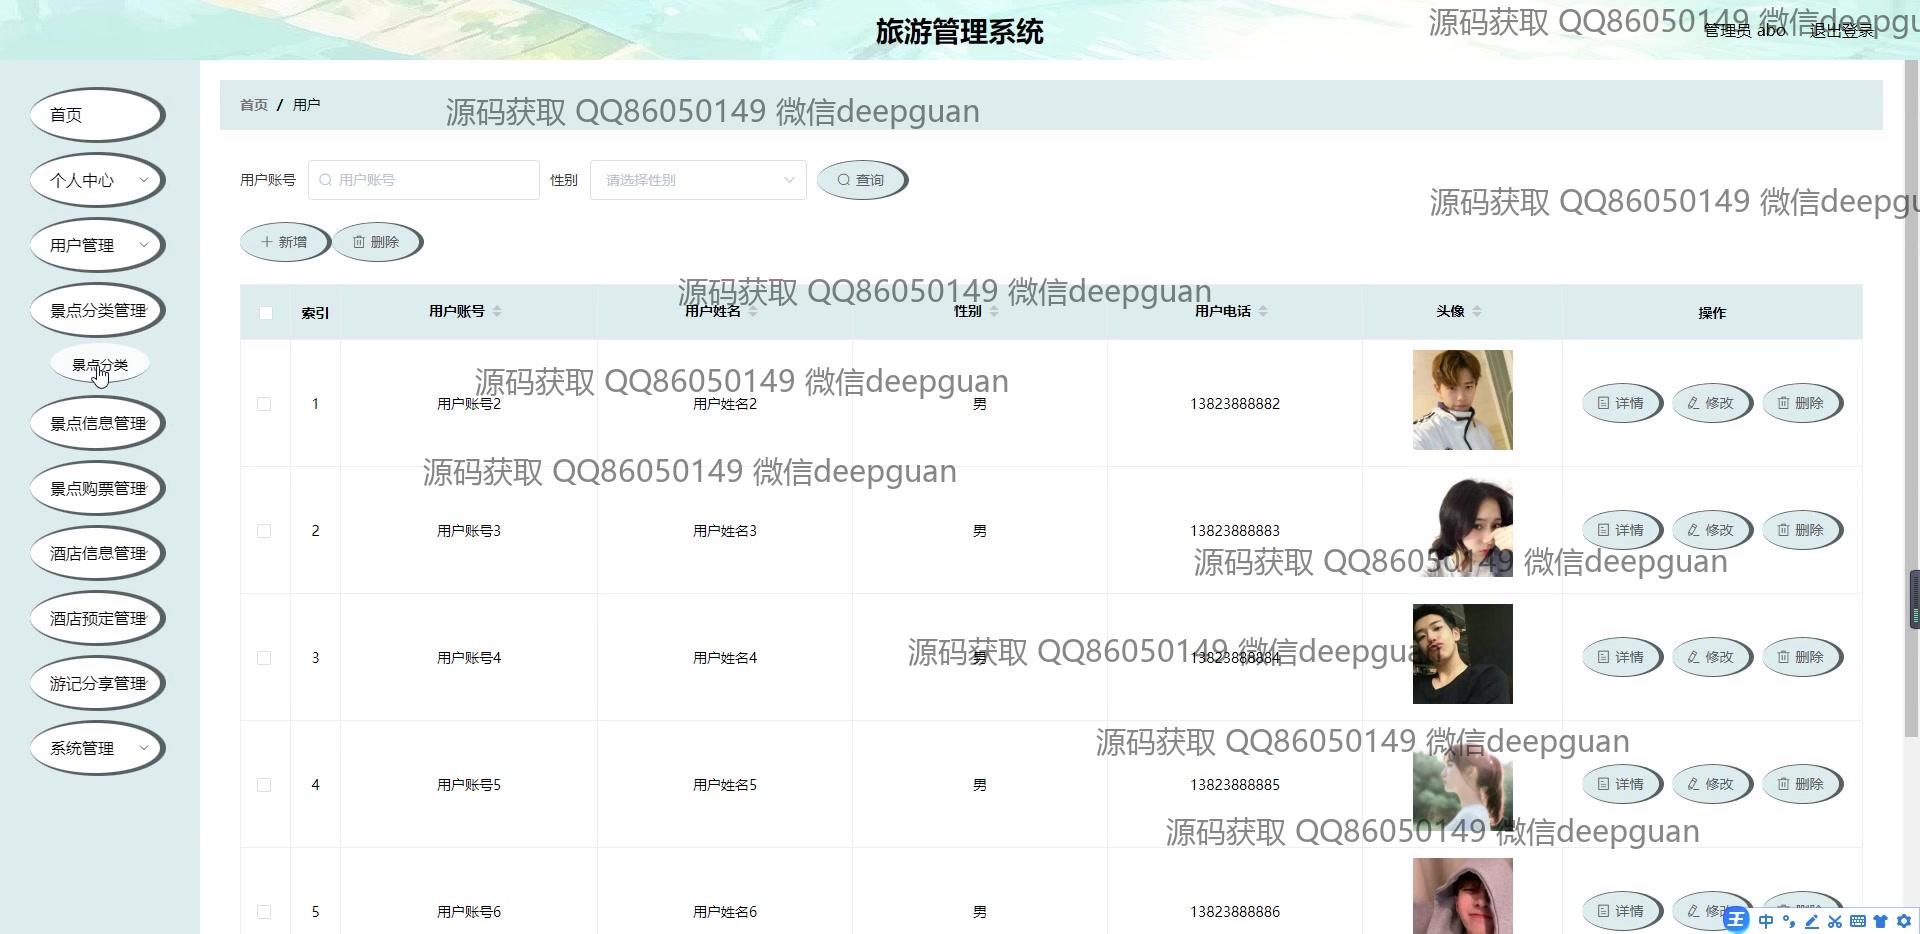 旅游管理系统
源码获取 QQ86050149 微信deepgu
管理员 abo 退出登录
首页
个人中心
用户管理
景点分类管理
景点分类
景点信息管理
景点购票管理
酒店信息管理
酒店预定管理
游记分享管理
系统管理
首页 / 用户
源码获取 QQ86050149 微信deepguan
用户账号 用户账号 性别 请选择性别 查询
源码获取 QQ86050149 微信deepgu
新增 删除
源码获取 QQ86050149 微信deepguan
索引 用户账号 用户姓名 性别 用户电话 头像 操作
源码获取 QQ86050149 微信deepguan
1 用户账号2 用户姓名2 男 13823888882 详情 修改 删除
源码获取 QQ86050149 微信deepguan
2 用户账号3 用户姓名3 男 13823888883 详情 修改 删除
源码获取 QQ86050149 微信deepguan
源码获取 QQ86050149 微信deepgua
3 用户账号4 用户姓名4 男 13823888884 详情 修改 删除
源码获取 QQ86050149 微信deepguan
4 用户账号5 用户姓名5 男 13823888885 详情 修改 删除
源码获取 QQ86050149 微信deepguan
5 用户账号6 用户姓名6 男 13823888886 详情 修改 删除
王 中